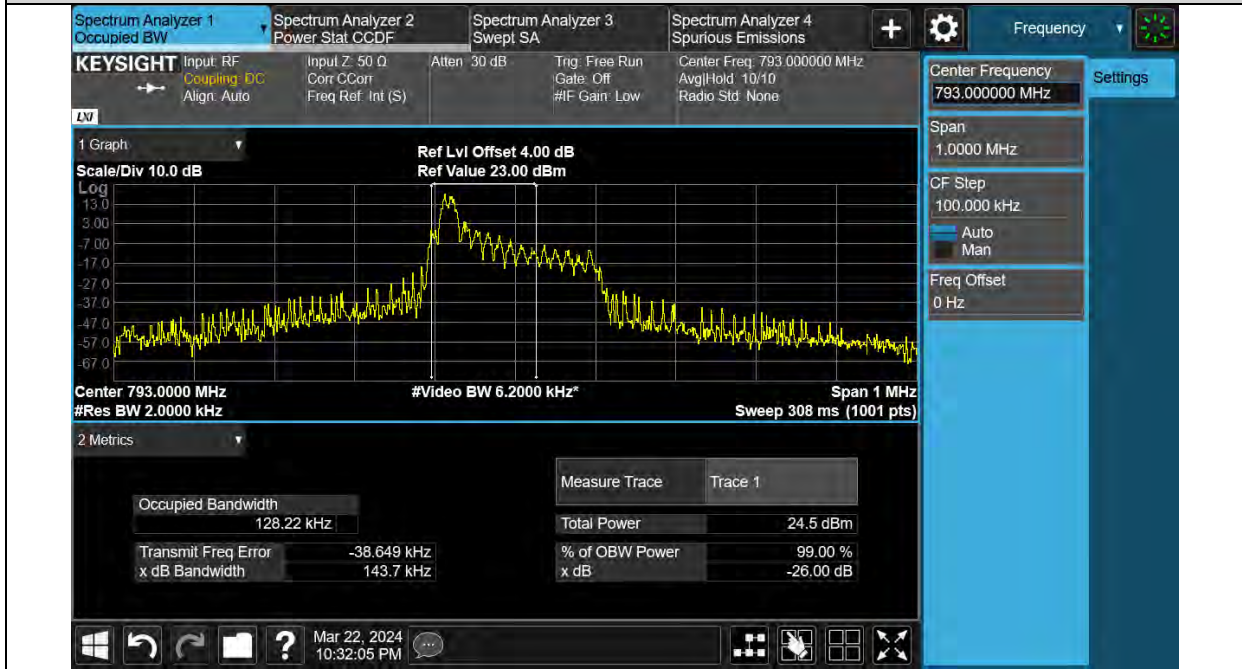 Spectrum Analyzer 1
Occupied BW
Spectrum Analyzer 2
Power Stat CCDF
Spectrum Analyzer 3
Swept SA
Spectrum Analyzer 4
Spurious Emissions
+
Frequency
KEYSIGHT
Input: RF
Coupling: DC
Align: Auto
Input Z: 50 Ω
Corr CCorr
Freq Ref: Int (S)
Atten: 30 dB
Trig: Free Run
Gate: Off
#IF Gain: Low
Center Freq: 793.000000 MHz
Avg|Hold: 10/10
Radio Std: None
LXI
Center Frequency
793.000000 MHz
Settings
Span
1.0000 MHz
CF Step
100.000 kHz
Auto
Man
Freq Offset
0 Hz
1 Graph
Scale/Div 10.0 dB
Ref Lvl Offset 4.00 dB
Ref Value 23.00 dBm
Log
13.0
3.00
-7.00
-17.0
-27.0
-37.0
-47.0
-57.0
-67.0
Center 793.0000 MHz
#Video BW 6.2000 kHz*
Span 1 MHz
#Res BW 2.0000 kHz
Sweep 308 ms (1001 pts)
2 Metrics
Measure Trace Trace 1
Occupied Bandwidth
128.22 kHz
Total Power 24.5 dBm
Transmit Freq Error -38.649 kHz
% of OBW Power 99.00 %
x dB Bandwidth 143.7 kHz
x dB -26.00 dB
?
Mar 22, 2024
10:32:05 PM